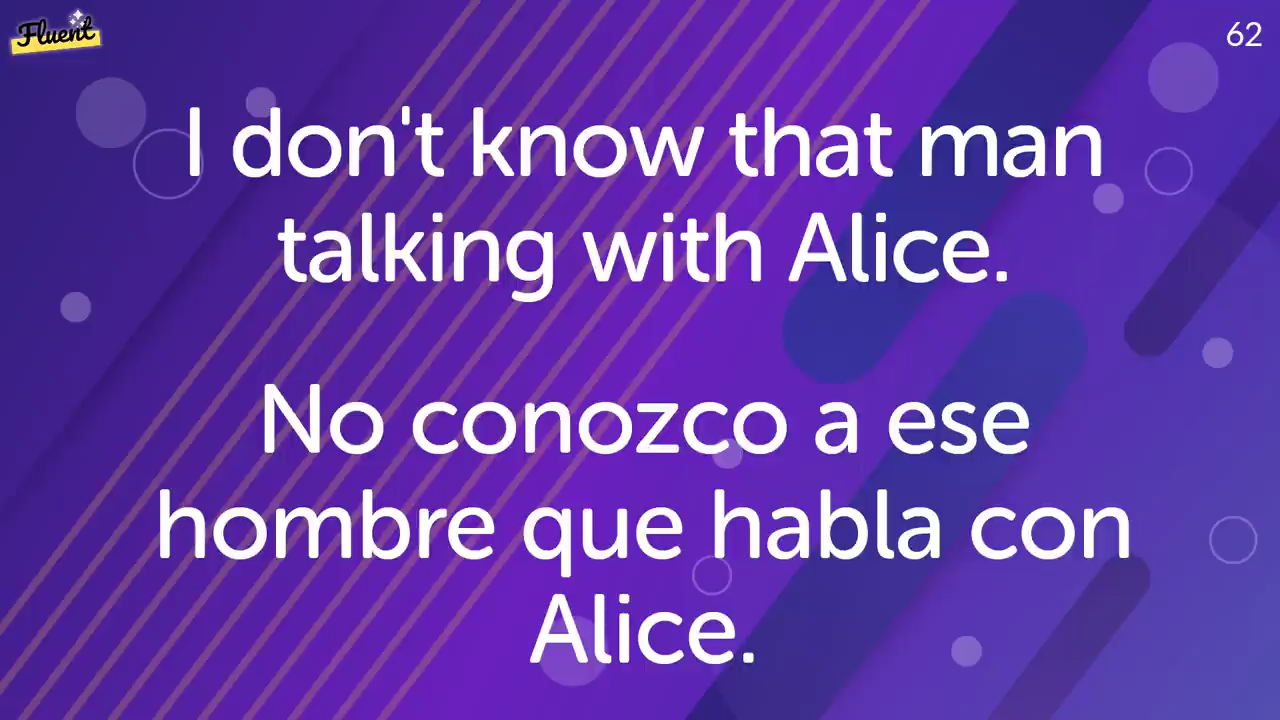 Fluent
62
I don't know that man
talking with Alice.
No conozco a ese
hombre que habla con
Alice.